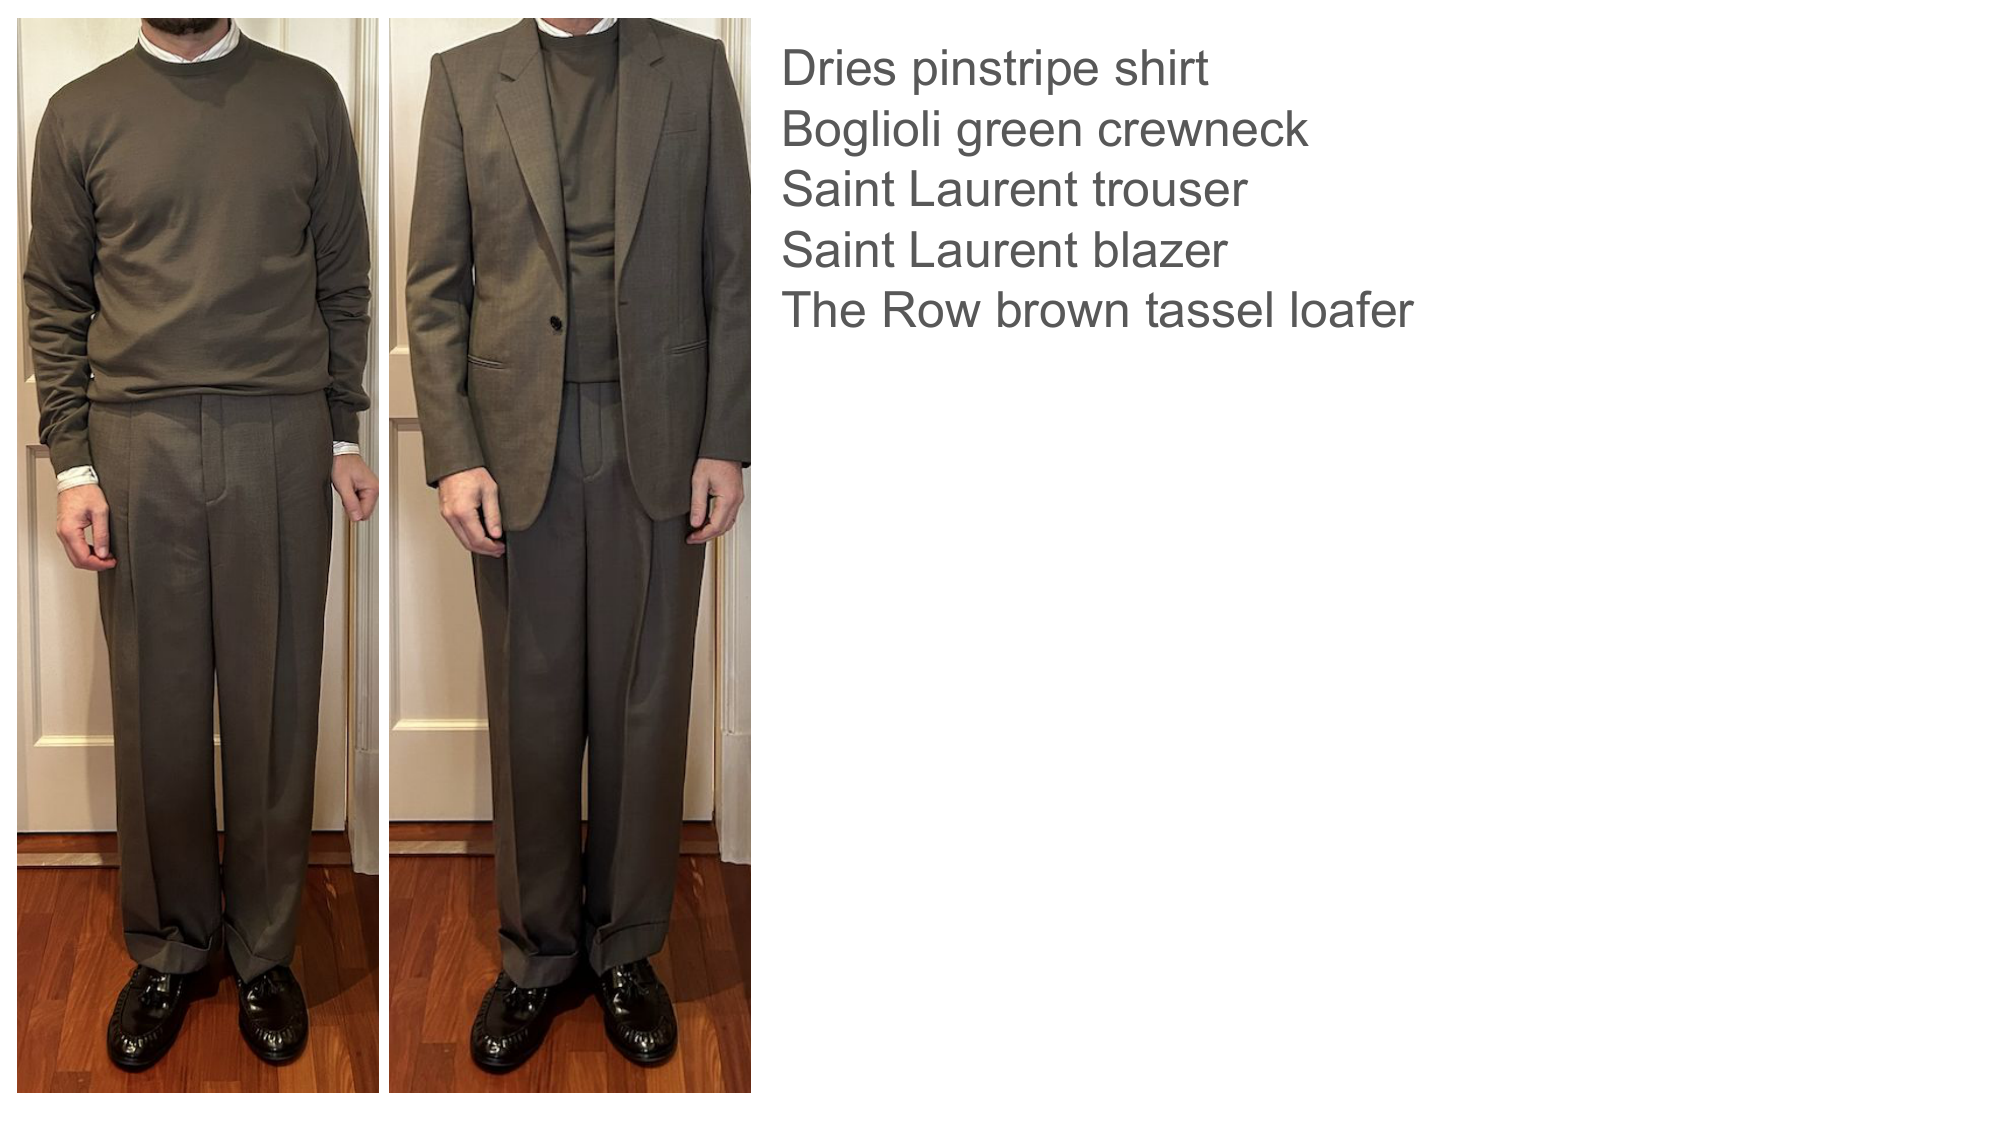 Dries pinstripe shirt
Boglioli green crewneck
Saint Laurent trouser
Saint Laurent blazer
The Row brown tassel loafer